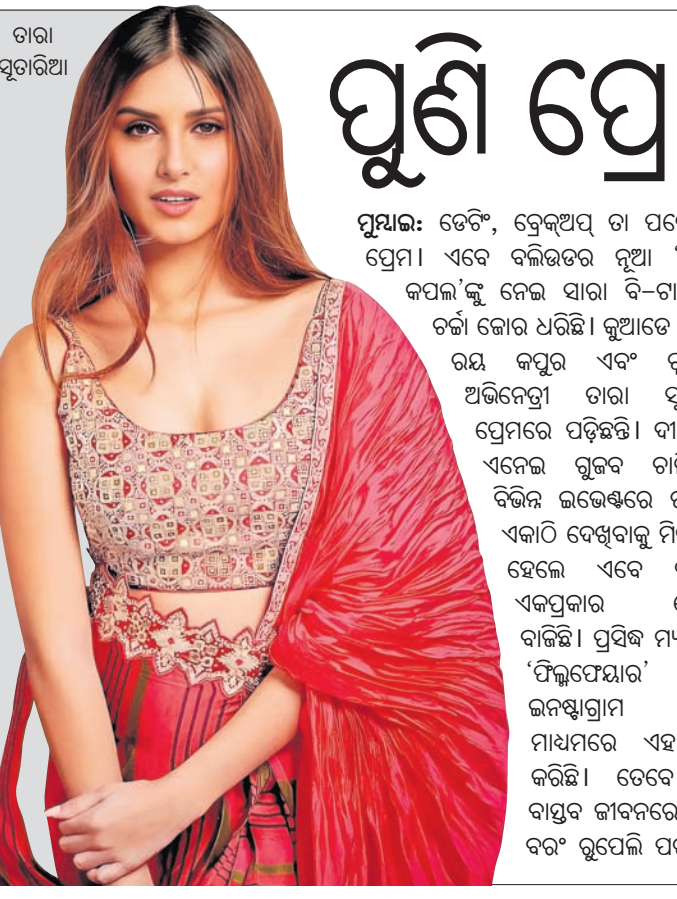 ତାରା
ସୂତାରିଆ
ପୁଣି ପ୍ରେ
ମୁମ୍ବାଇ: ଡେଟିଂ, ବ୍ରେକ୍‌ଅପ୍ ତା
ପ୍ରେମ। ଏବେ ବଲିଉଡର ନୂଆ
କପଲ'ଙ୍କୁ ନେଇ ସାରା ବି-ଟା
ଚର୍ଚ୍ଚା ଜୋର ଧରିଛି। କୁଆଡେ
ରୟ କପୁର ଏବଂ
ଅଭିନେତ୍ରୀ ତାରା
ପ୍ରେମରେ ପଡ଼ିଛନ୍ତି। ଦୀ
ଏନେଇ ଗୁଜବ
ବିଭିନ୍ନ ଇଭେଣ୍ଟରେ
ଏକାଠି ଦେଖିବାକୁ ମି
ହେଲେ ଏବେ
ଏକପ୍ରକାର
ବାଜିଛି। ପ୍ରସିଦ୍ଧ
'ଫିଲ୍ମଫେୟାର'
ଇନଷ୍ଟାଗ୍ରାମ
ମାଧ୍ୟମରେ ଏହ
କରିଛି। ତେବେ
ବାସ୍ତବ ଜୀବନରେ
ବରଂ ରୁପେଲି